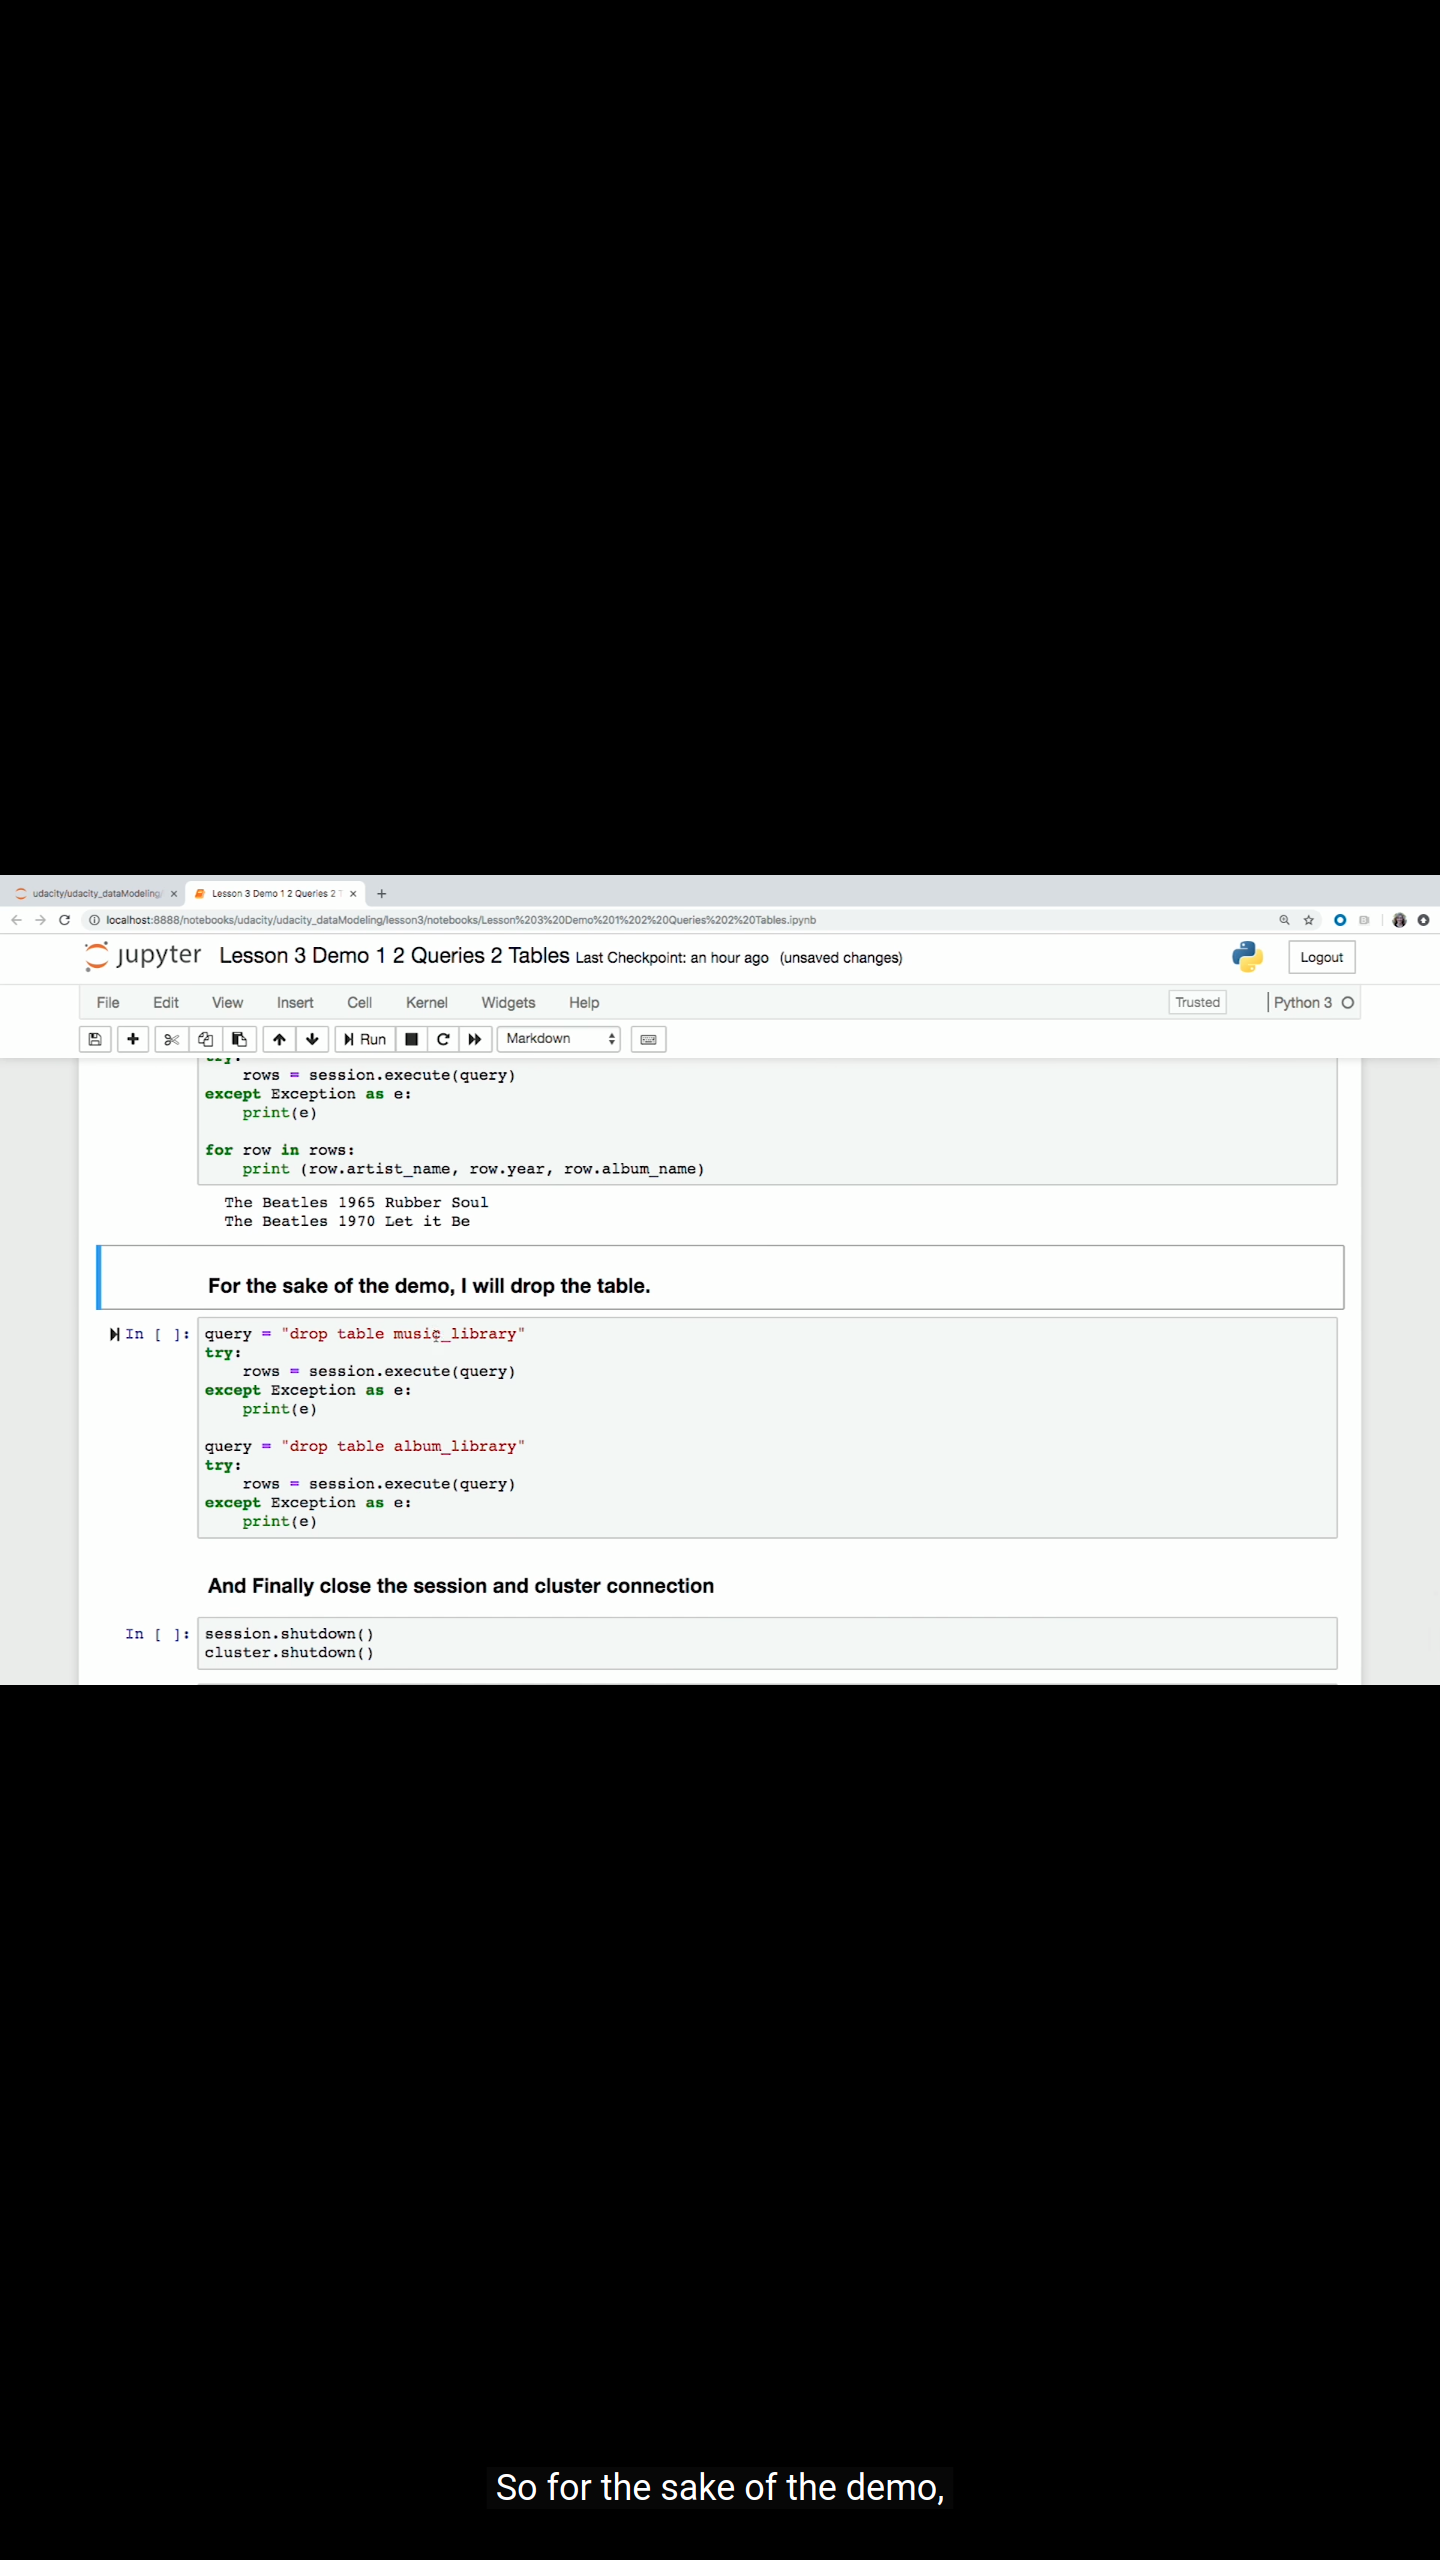 udacity/udacity_dataModeling/
Lesson 3 Demo 1 2 Queries 2 T
localhost:8888/notebooks/udacity/udacity_dataModeling/lesson3/notebooks/Lesson%203%20Demo%201%202%20Queries%202%20Tables.ipynb
jupyter Lesson 3 Demo 1 2 Queries 2 Tables Last Checkpoint: an hour ago (unsaved changes)
Logout
File Edit View Insert Cell Kernel Widgets Help
Trusted
Python 3
Run
Markdown
try:
    rows = session.execute(query)
except Exception as e:
    print(e)
for row in rows:
    print (row.artist_name, row.year, row.album_name)
The Beatles 1965 Rubber Soul
The Beatles 1970 Let it Be
For the sake of the demo, I will drop the table.
In [ ]: query = "drop table music_library"
try:
    rows = session.execute(query)
except Exception as e:
    print(e)
query = "drop table album_library"
try:
    rows = session.execute(query)
except Exception as e:
    print(e)
And Finally close the session and cluster connection
In [ ]: session.shutdown()
cluster.shutdown()
So for the sake of the demo,